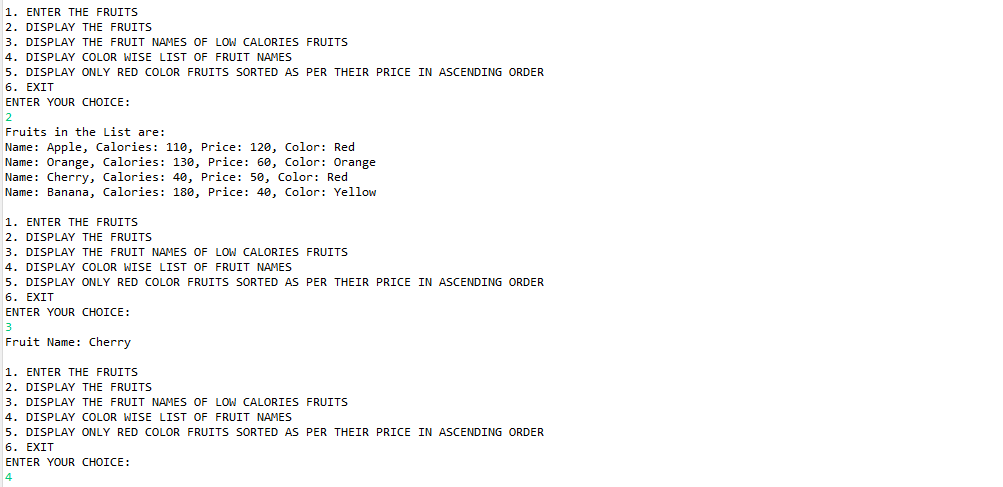 1. ENTER THE FRUITS
2. DISPLAY THE FRUITS
3. DISPLAY THE FRUIT NAMES OF LOW CALORIES FRUITS
4. DISPLAY COLOR WISE LIST OF FRUIT NAMES
5. DISPLAY ONLY RED COLOR FRUITS SORTED AS PER THEIR PRICE IN ASCENDING ORDER
6. EXIT
ENTER YOUR CHOICE:
2
Fruits in the List are:
Name: Apple, Calories: 110, Price: 120, Color: Red
Name: Orange, Calories: 130, Price: 60, Color: Orange
Name: Cherry, Calories: 40, Price: 50, Color: Red
Name: Banana, Calories: 180, Price: 40, Color: Yellow
1. ENTER THE FRUITS
2. DISPLAY THE FRUITS
3. DISPLAY THE FRUIT NAMES OF LOW CALORIES FRUITS
4. DISPLAY COLOR WISE LIST OF FRUIT NAMES
5. DISPLAY ONLY RED COLOR FRUITS SORTED AS PER THEIR PRICE IN ASCENDING ORDER
6. EXIT
ENTER YOUR CHOICE:
3
Fruit Name: Cherry
1. ENTER THE FRUITS
2. DISPLAY THE FRUITS
3. DISPLAY THE FRUIT NAMES OF LOW CALORIES FRUITS
4. DISPLAY COLOR WISE LIST OF FRUIT NAMES
5. DISPLAY ONLY RED COLOR FRUITS SORTED AS PER THEIR PRICE IN ASCENDING ORDER
6. EXIT
ENTER YOUR CHOICE:
4